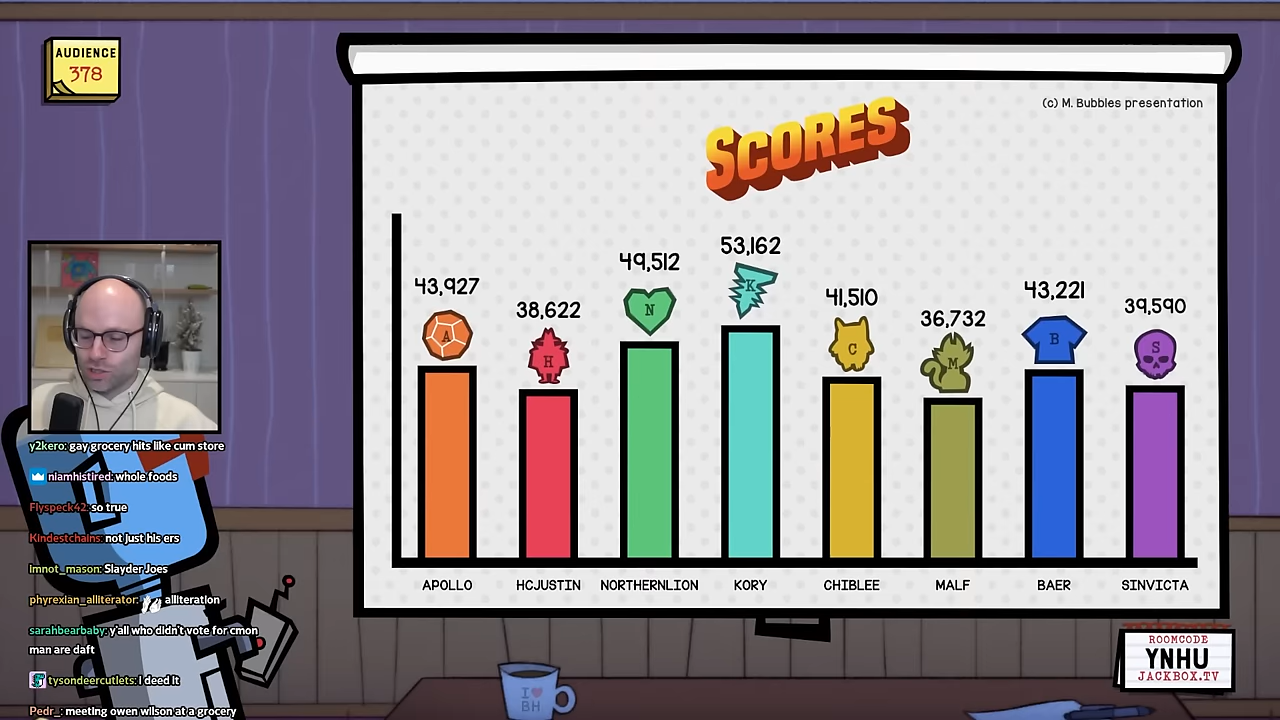 AUDIENCE
378
(c) M. Bubbles presentation
SCORES
43,927
38,622
49,512
53,162
41,510
36,732
43,221
39,590
A
H
N
K
C
M
B
S
APOLLO
HCJUSTIN
NORTHERNLION
KORY
CHIBLEE
MALF
BAER
SINVICTA
y2kero: gay grocery hits like cum store
niamhistired: whole foods
Flyspeck42: so true
Kindestchains: not just his ers
imnot_mason: Slayder Joes
phyrexian_alliterator: alliteration
sarahbearbaby: y'all who didn't vote for cmon
man are daft
tysondeercutlets: I deed It
Pedr_: meeting owen wilson at a grocery
I ♥
BH
ROOMCODE
YNHU
JACKBOX.TV